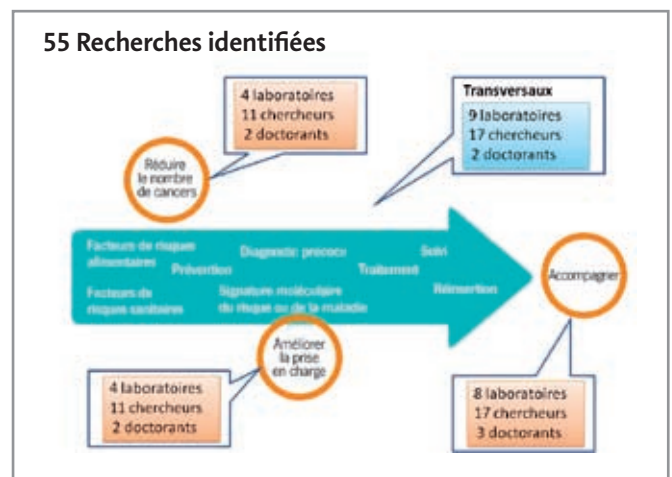 55 Recherches identifiées
4 laboratoires
11 chercheurs
2 doctorants
Transversaux
9 laboratoires
17 chercheurs
2 doctorants
Réduire
le nombre
de cancers
Facteurs de risques
alimentaires
Prévention
Diagnostic précoce
Traitement
Suivi
Facteurs de
risques sanitaires
Signature moléculaire
du risque ou de la maladie
Réinsertion
Accompagner
Améliorer
la prise
en charge
4 laboratoires
11 chercheurs
2 doctorants
8 laboratoires
17 chercheurs
3 doctorants